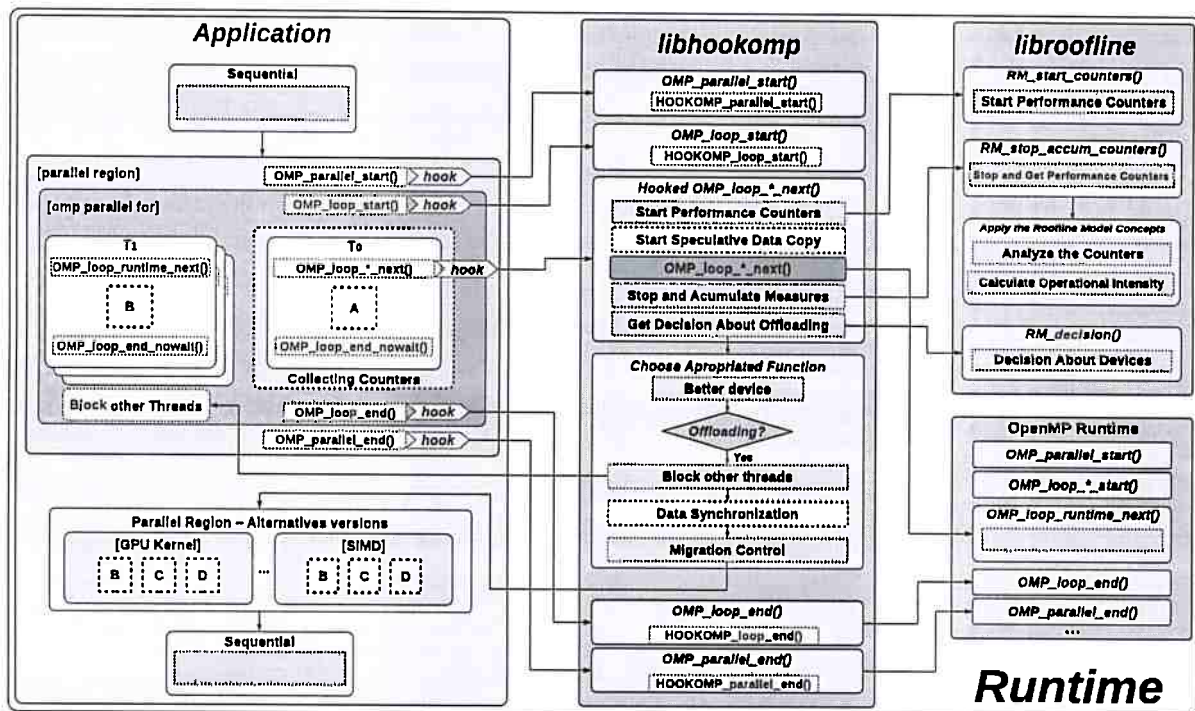 Application
Sequential
[parallel region]
OMP_parallel_start()
hook
[omp parallel for]
OMP_loop_start()
hook
T1
OMP_loop_runtime_next()
B
OMP_loop_end_nowait()
T0
OMP_loop_*_next()
hook
A
OMP_loop_end_nowait()
Collecting Counters
Block other Threads
OMP_loop_end()
hook
OMP_parallel_end()
hook
Parallel Region – Alternatives versions
[GPU Kernel]
B C D
...
[SIMD]
B C D
Sequential
libhookomp
OMP_parallel_start()
HOOKOMP_parallel_start()
OMP_loop_start()
HOOKOMP_loop_start()
Hooked OMP_loop_*_next()
Start Performance Counters
Start Speculative Data Copy
OMP_loop_*_next()
Stop and Acumulate Measures
Get Decision About Offloading
Choose Apropriated Function
Better device
Offloading?
Yes
Block other threads
Data Synchronization
Migration Control
OMP_loop_end()
HOOKOMP_loop_end()
OMP_parallel_end()
HOOKOMP_parallel_end()
libroofline
RM_start_counters()
Start Performance Counters
RM_stop_accum_counters()
Stop and Get Performance Counters
Apply the Roofline Model Concepts
Analyze the Counters
Calculate Operational Intensity
RM_decision()
Decision About Devices
OpenMP Runtime
OMP_parallel_start()
OMP_loop_*_start()
OMP_loop_runtime_next()
OMP_loop_end()
OMP_parallel_end()
...
Runtime